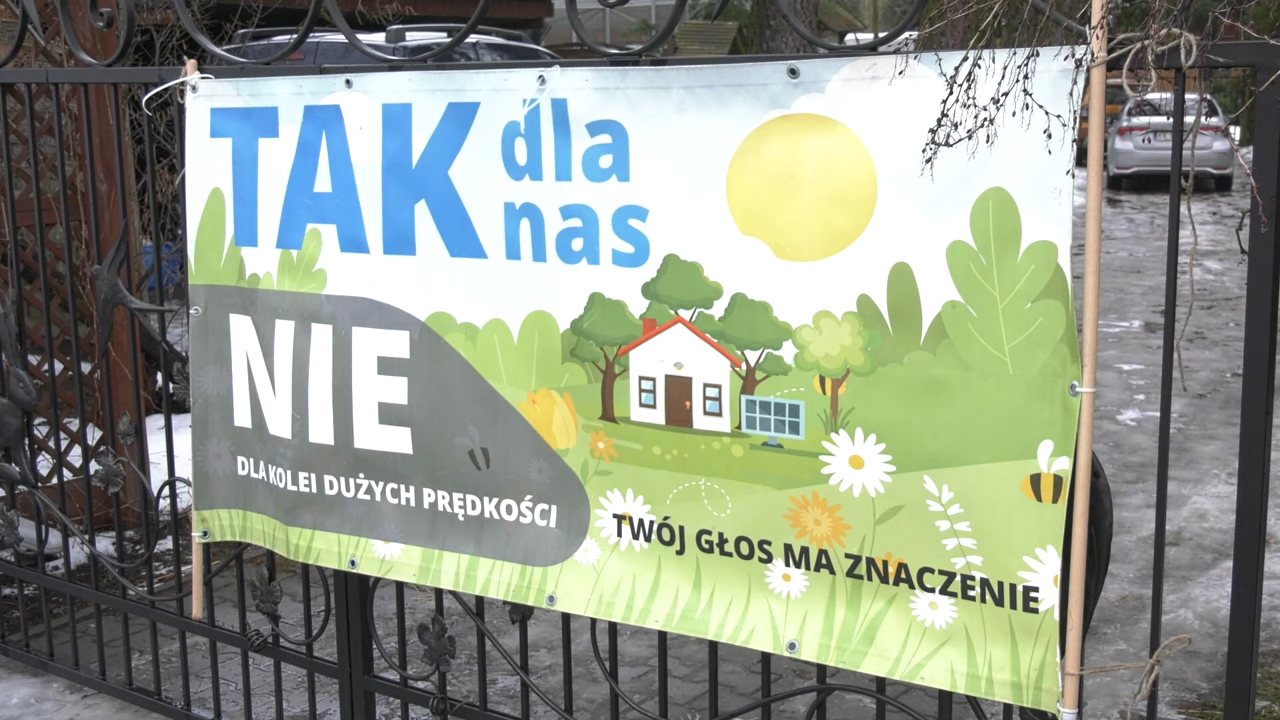 TAK dla
nas
NIE
DLA KOLEI DUŻYCH PRĘDKOŚCI
TWÓJ GŁOS MA ZNACZENIE